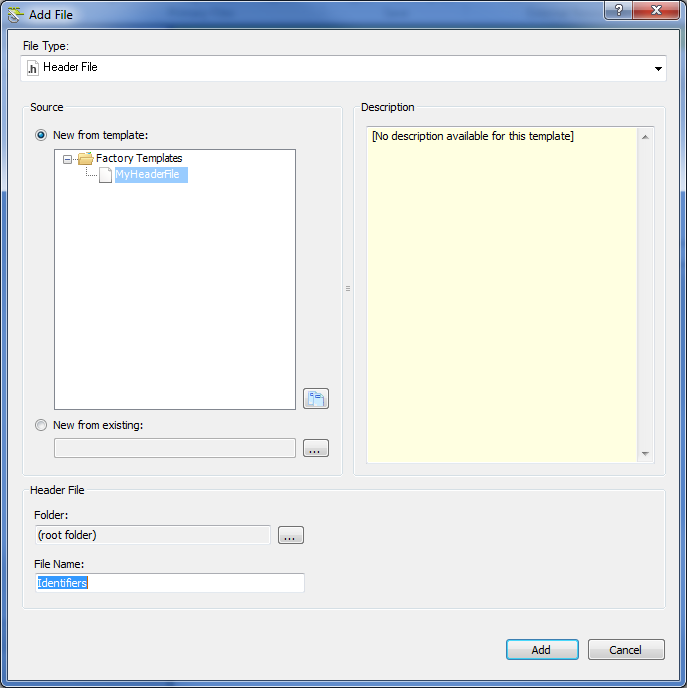 Add File
File Type:
.h Header File
Source
New from template:
Factory Templates
MyHeaderFile
New from existing:
...
Description
[No description available for this template]
Header File
Folder:
(root folder)
...
File Name:
Identifiers
Add
Cancel